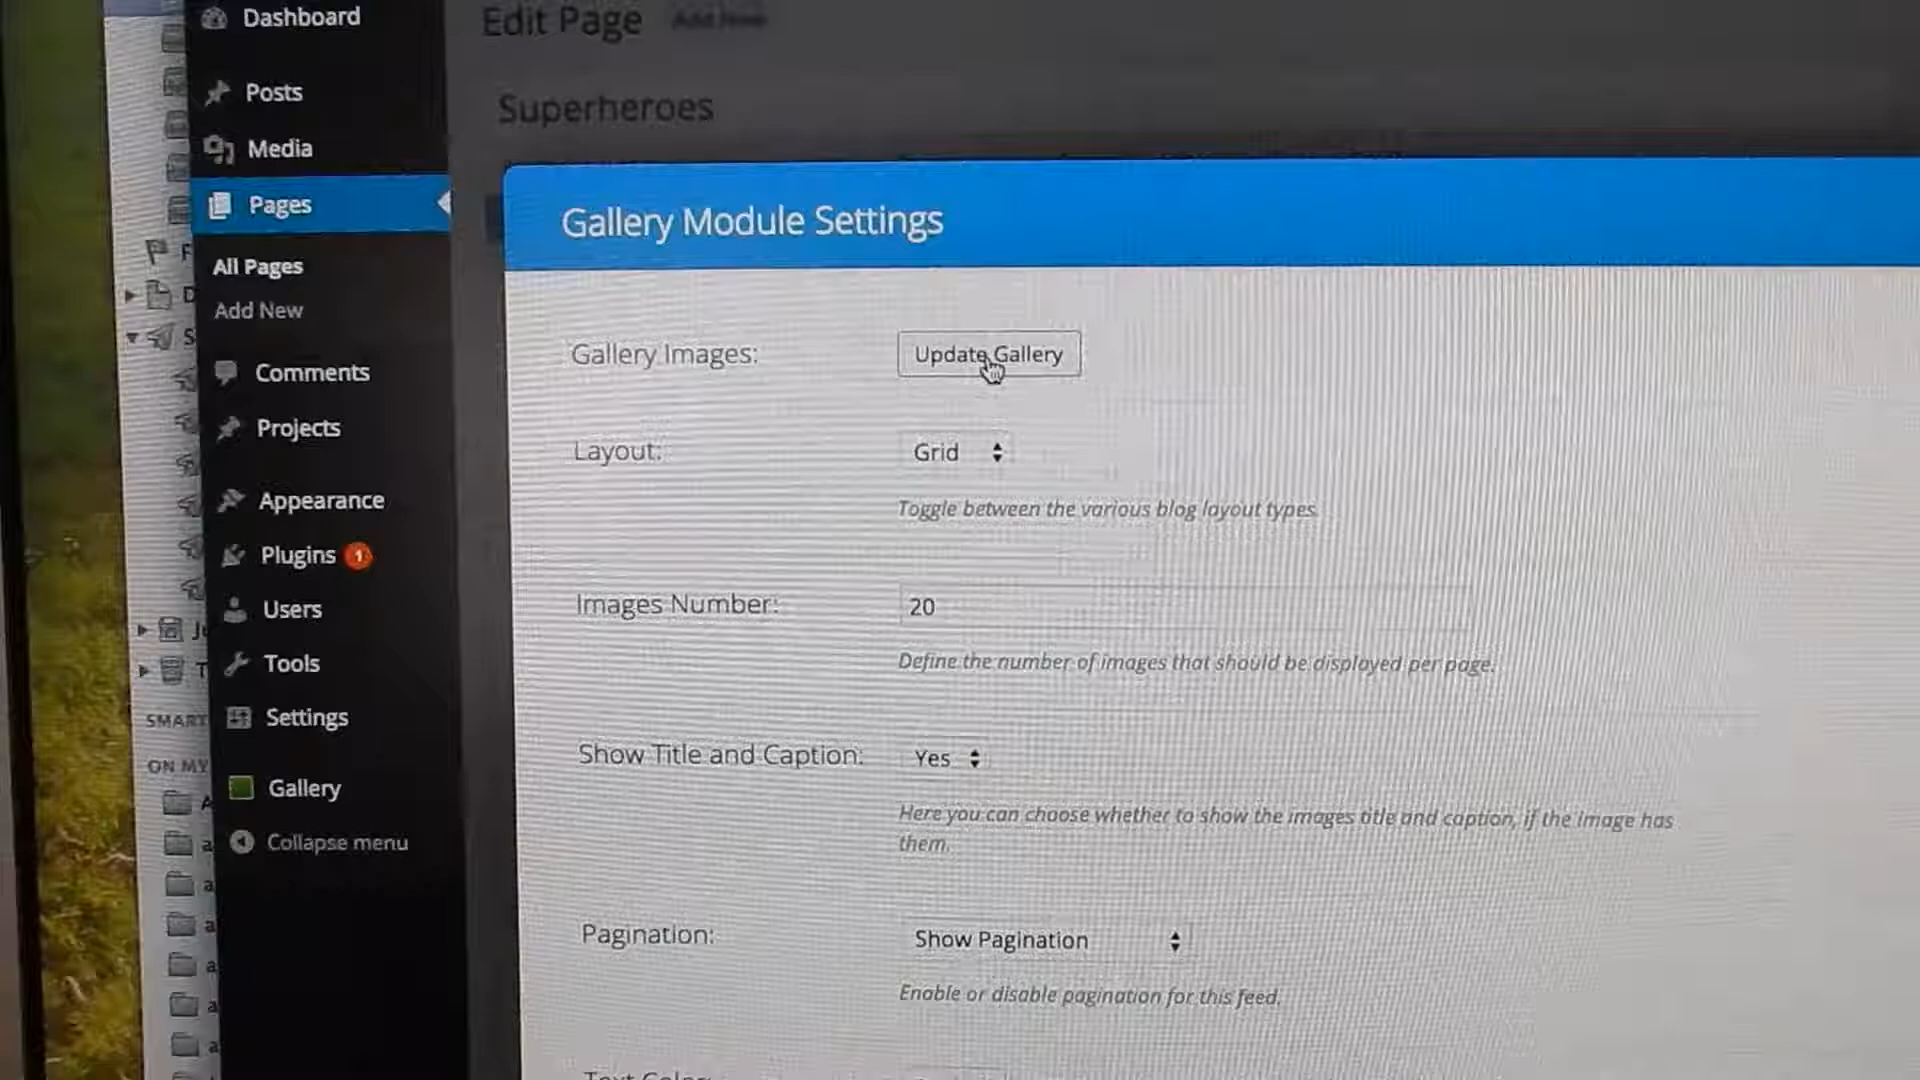 Dashboard
Posts
Media
Pages
All Pages
Add New
Comments
Projects
Appearance
Plugins 1
Users
Tools
Settings
Gallery
Collapse menu
SMART
ON MY
Edit Page Add New
Superheroes
Gallery Module Settings
Gallery Images: Update Gallery
Layout: Grid
Toggle between the various blog layout types.
Images Number: 20
Define the number of images that should be displayed per page.
Show Title and Caption: Yes
Here you can choose whether to show the images title and caption, if the image has
them.
Pagination: Show Pagination
Enable or disable pagination for this feed.